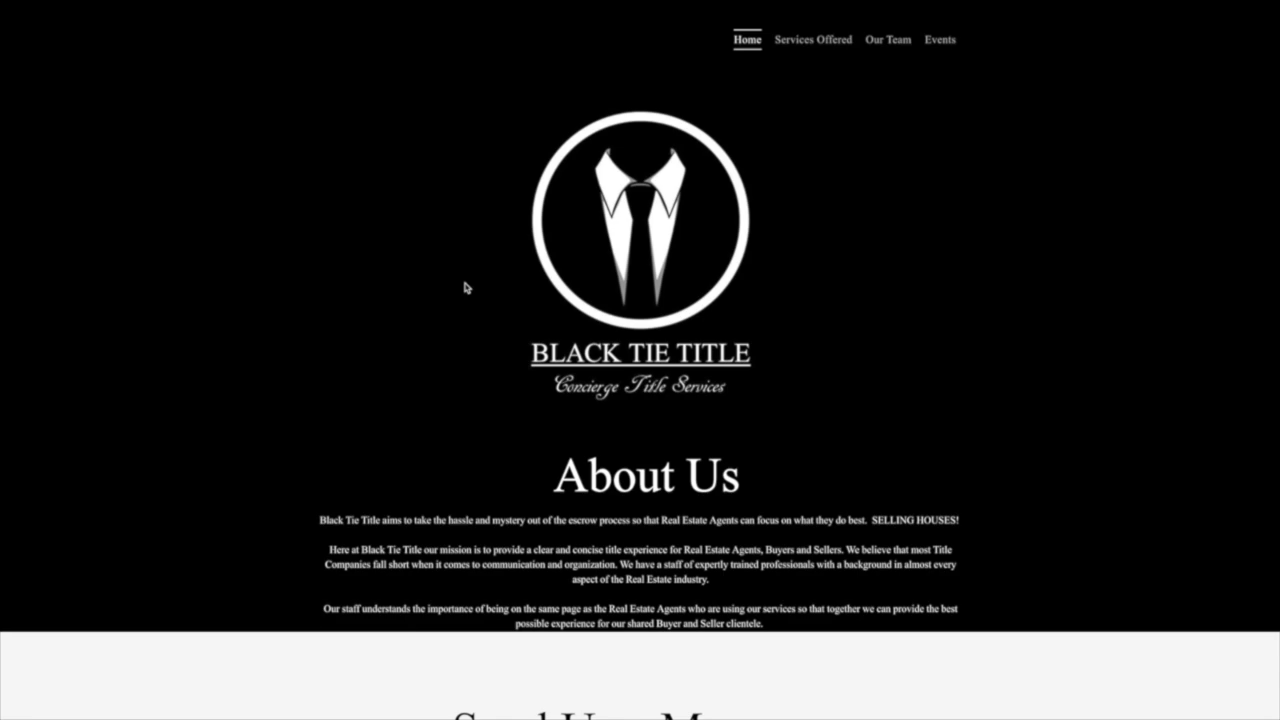 Home Services Offered Our Team Events
BLACK TIE TITLE
Concierge Title Services
About Us
Black Tie Title aims to take the hassle and mystery out of the escrow process so that Real Estate Agents can focus on what they do best. SELLING HOUSES!
Here at Black Tie Title our mission is to provide a clear and concise title experience for Real Estate Agents, Buyers and Sellers. We believe that most Title
Companies fall short when it comes to communication and organization. We have a staff of expertly trained professionals with a background in almost every
aspect of the Real Estate industry.
Our staff understands the importance of being on the same page as the Real Estate Agents who are using our services so that together we can provide the best
possible experience for our shared Buyer and Seller clientele.